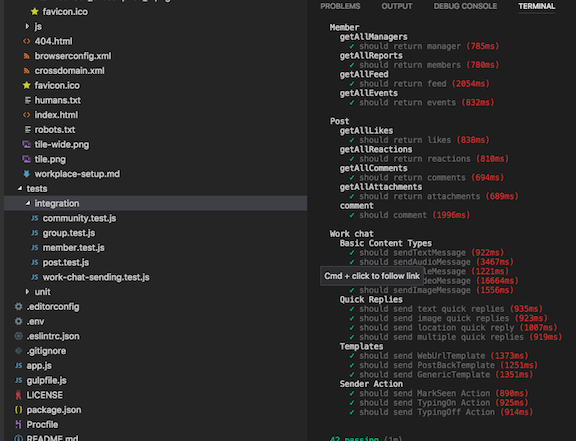 favicon.ico
js
404.html
browserconfig.xml
crossdomain.xml
favicon.ico
humans.txt
index.html
robots.txt
tile-wide.png
tile.png
workplace-setup.md
tests
integration
community.test.js
group.test.js
member.test.js
post.test.js
work-chat-sending.test.js
unit
.editorconfig
.env
.eslintrc.json
.gitignore
app.js
gulpfile.js
LICENSE
package.json
Procfile
README.md
PROBLEMS OUTPUT DEBUG CONSOLE TERMINAL
Member
getAllManagers
✓ should return manager (785ms)
getAllReports
✓ should return members (780ms)
getAllFeed
✓ should return feed (2054ms)
getAllEvents
✓ should return events (832ms)
Post
getAllLikes
✓ should return likes (838ms)
getAllReactions
✓ should return reactions (810ms)
getAllComments
✓ should return comments (694ms)
getAllAttachments
✓ should return attachments (689ms)
comment
✓ should comment (1996ms)
Work chat
Basic Content Types
✓ should sendTextMessage (922ms)
✓ should sendAudioMessage (3467ms)
Cmd + click to follow link
leMessage (1221ms)
deoMessage (16664ms)
✓ should sendImageMessage (1556ms)
Quick Replies
✓ should send text quick replies (935ms)
✓ should send image quick replies (923ms)
✓ should send location quick reply (1007ms)
✓ should send multiple quick replies (919ms)
Templates
✓ should send WebUrlTemplate (1373ms)
✓ should send PostBackTemplate (1251ms)
✓ should send GenericTemplate (1351ms)
Sender Action
✓ should send MarkSeen Action (890ms)
✓ should send TypingOn Action (925ms)
✓ should send TypingOff Action (914ms)
42 passing (1m)